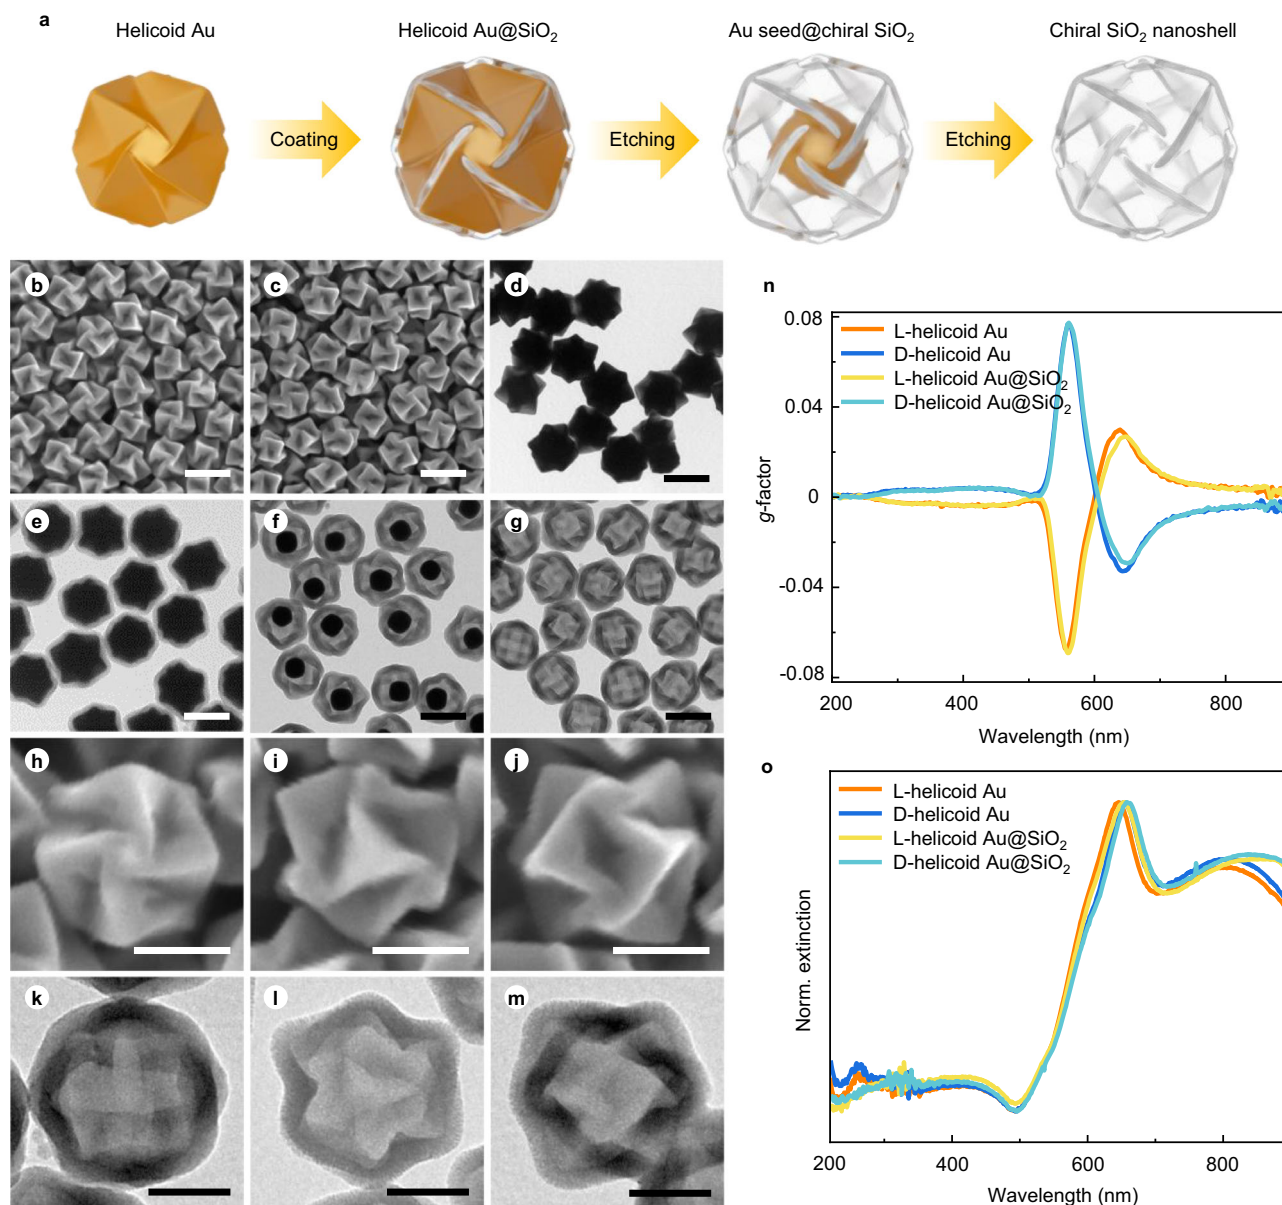 a
Helicoid Au
Helicoid Au@SiO₂
Au seed@chiral SiO₂
Chiral SiO₂ nanoshell
Coating
Etching
Etching
b
c
d
e
f
g
h
i
j
k
l
m
n
L-helicoid Au
D-helicoid Au
L-helicoid Au@SiO₂
D-helicoid Au@SiO₂
g-factor
0.08
0.04
0
-0.04
-0.08
200
400
600
800
Wavelength (nm)
o
L-helicoid Au
D-helicoid Au
L-helicoid Au@SiO₂
D-helicoid Au@SiO₂
Norm. extinction
200
400
600
800
Wavelength (nm)